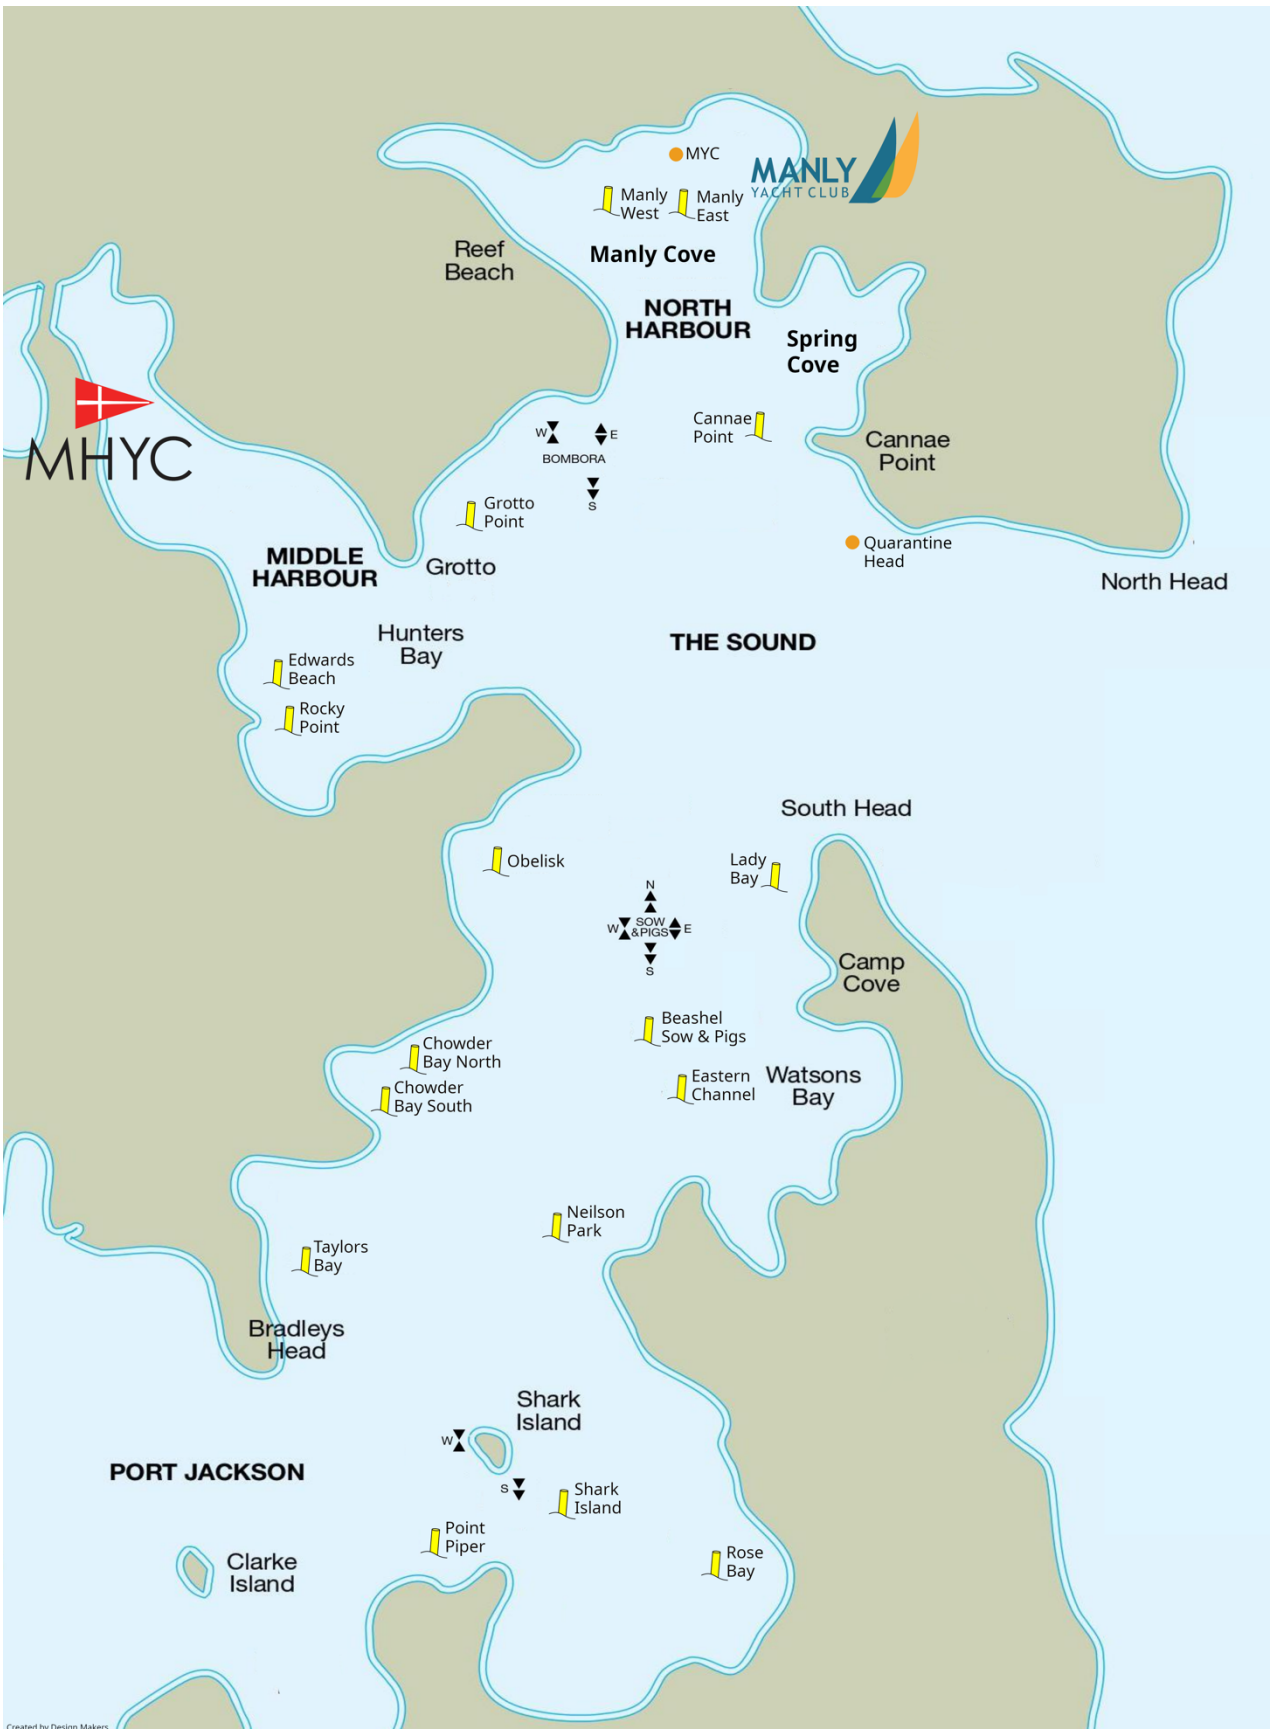 MYC
MANLY
YACHT CLUB
Manly
West
Manly
East
Reef
Beach
Manly Cove
NORTH
HARBOUR
Spring
Cove
MHYC
Cannae
Point
W
E
BOMBORA
S
Cannae
Point
Grotto
Point
Quarantine
Head
MIDDLE
HARBOUR
Grotto
North Head
Hunters
Bay
THE SOUND
Edwards
Beach
Rocky
Point
South Head
Obelisk
Lady
Bay
N
W
SOW
&PIGS
E
S
Camp
Cove
Beashel
Sow & Pigs
Chowder
Bay North
Eastern
Channel
Watsons
Bay
Chowder
Bay South
Neilson
Park
Taylors
Bay
Bradleys
Head
Shark
Island
W
PORT JACKSON
S
Shark
Island
Point
Piper
Rose
Bay
Clarke
Island
Created by Design Makers